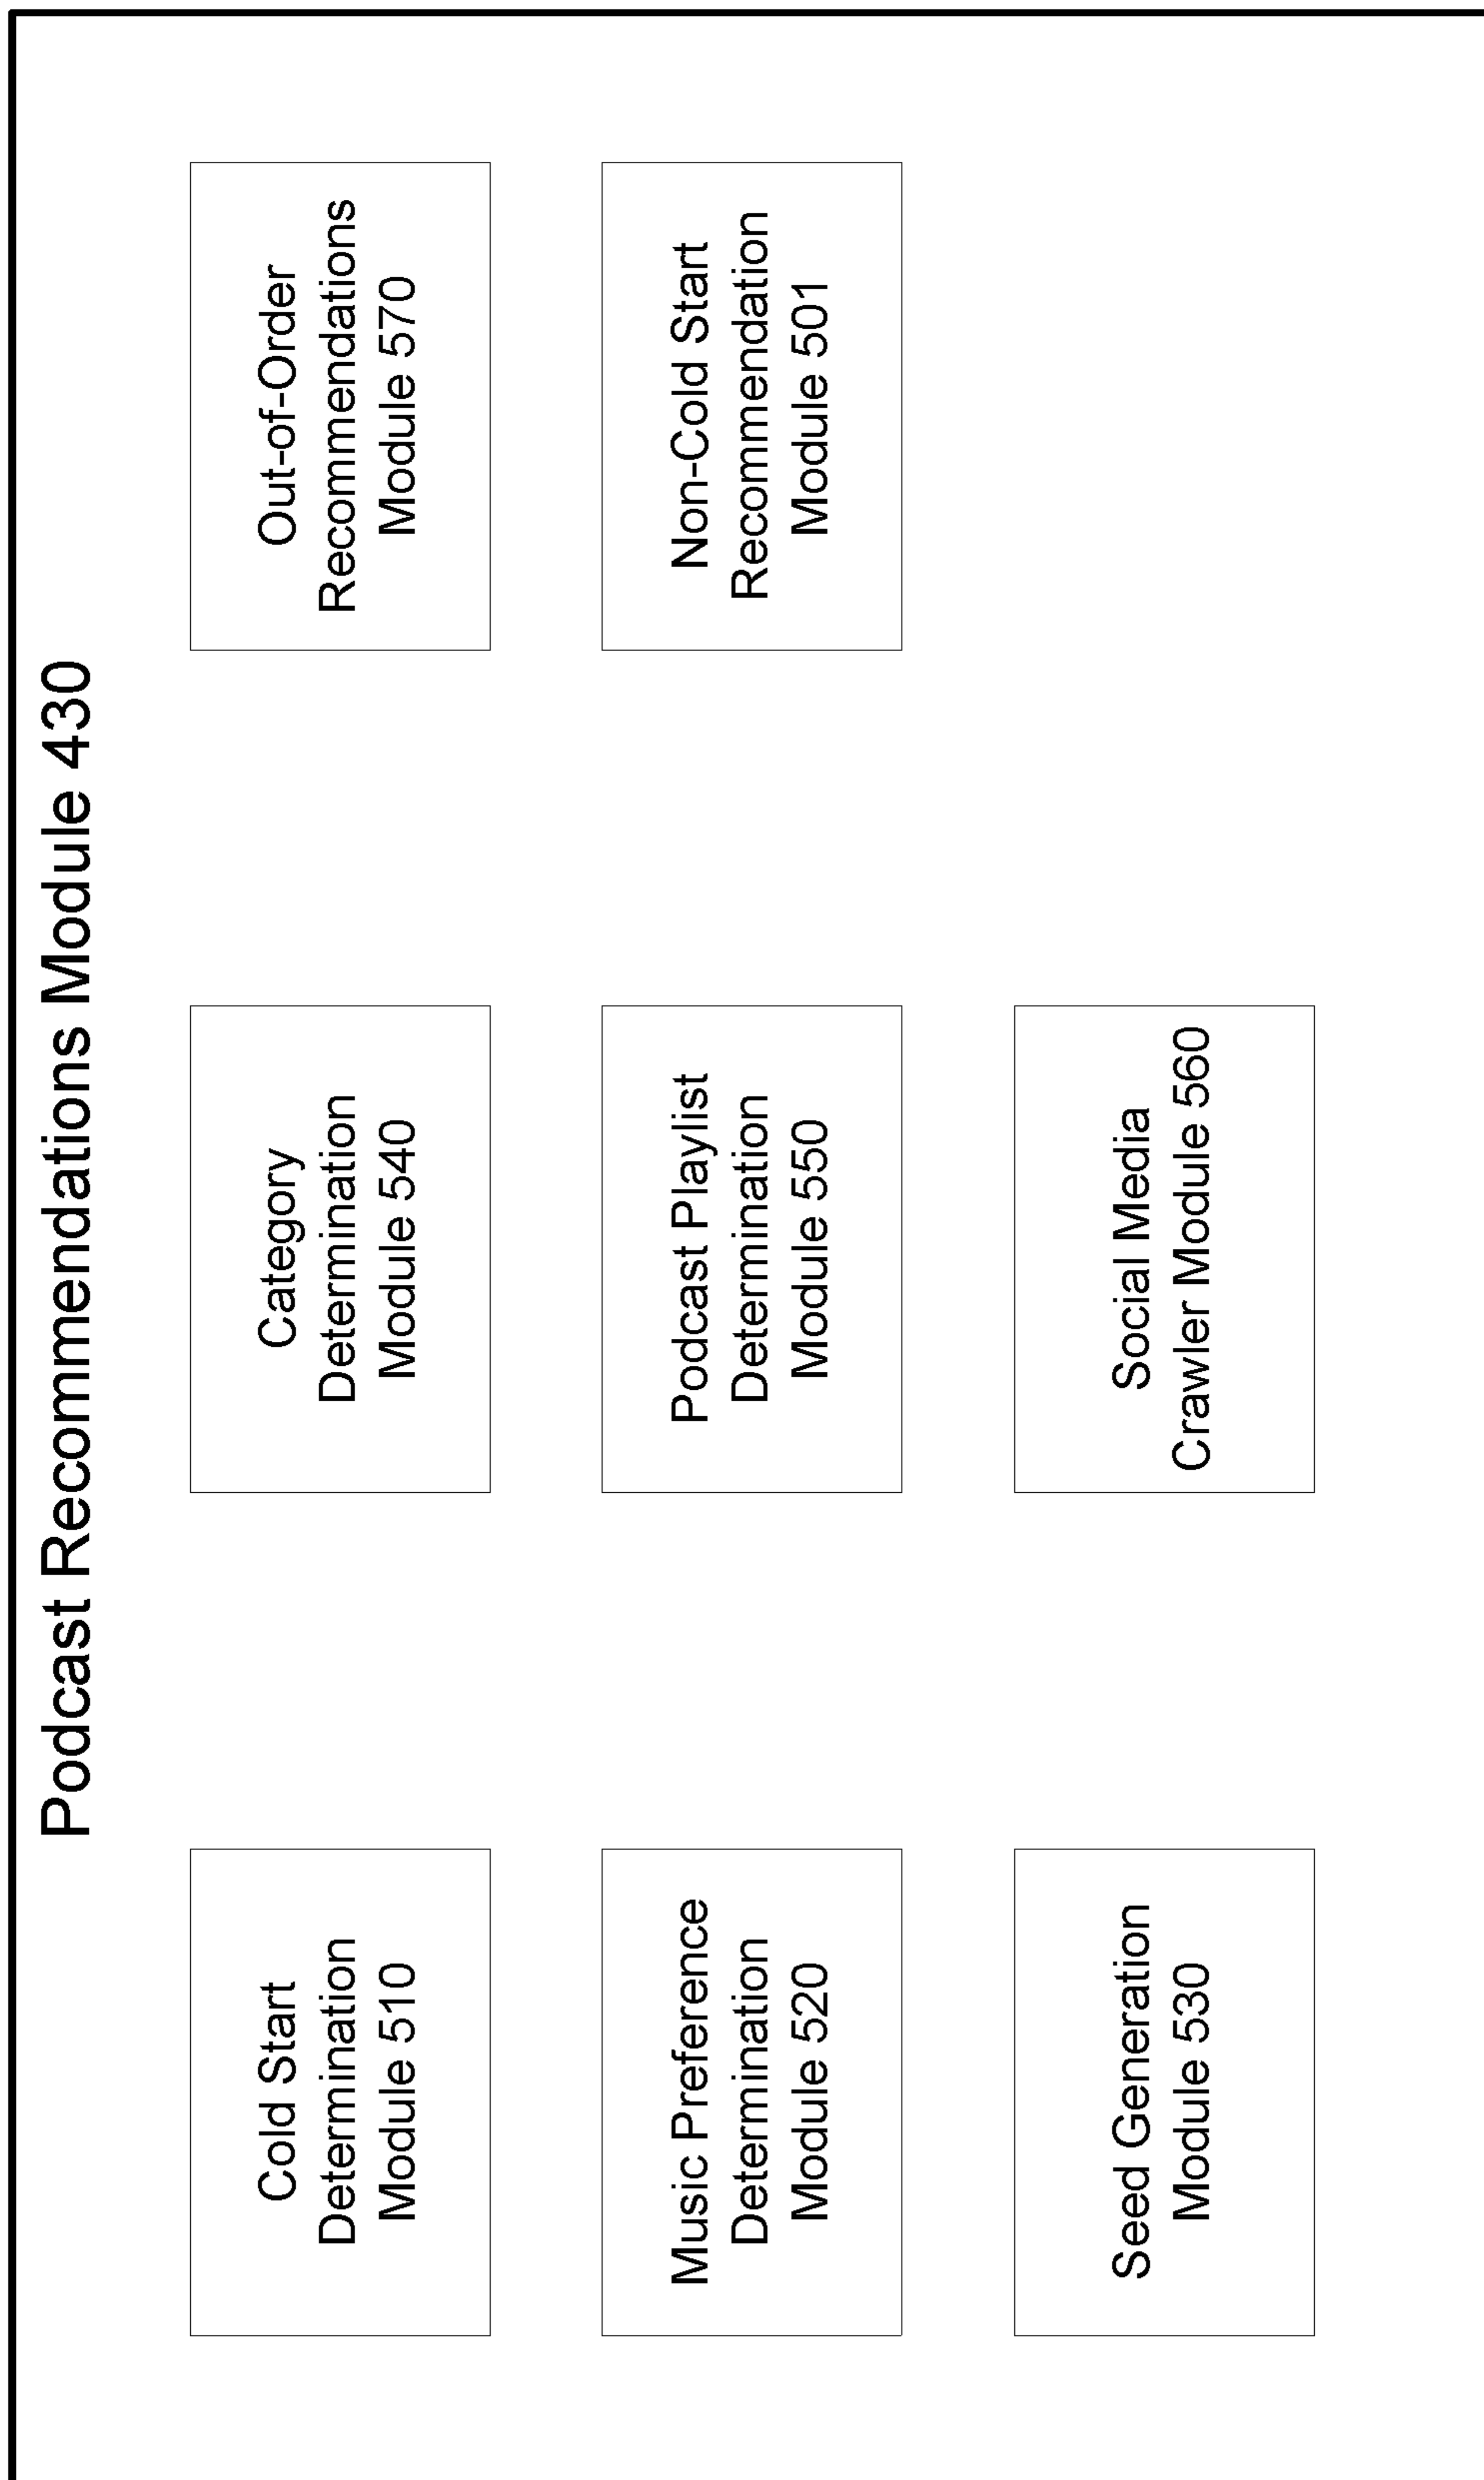 Podcast Recommendations Module 430
Cold Start
Determination
Module 510
Category
Determination
Module 540
Out-of-Order
Recommendations
Module 570
Music Preference
Determination
Module 520
Podcast Playlist
Determination
Module 550
Non-Cold Start
Recommendation
Module 501
Seed Generation
Module 530
Social Media
Crawler Module 560